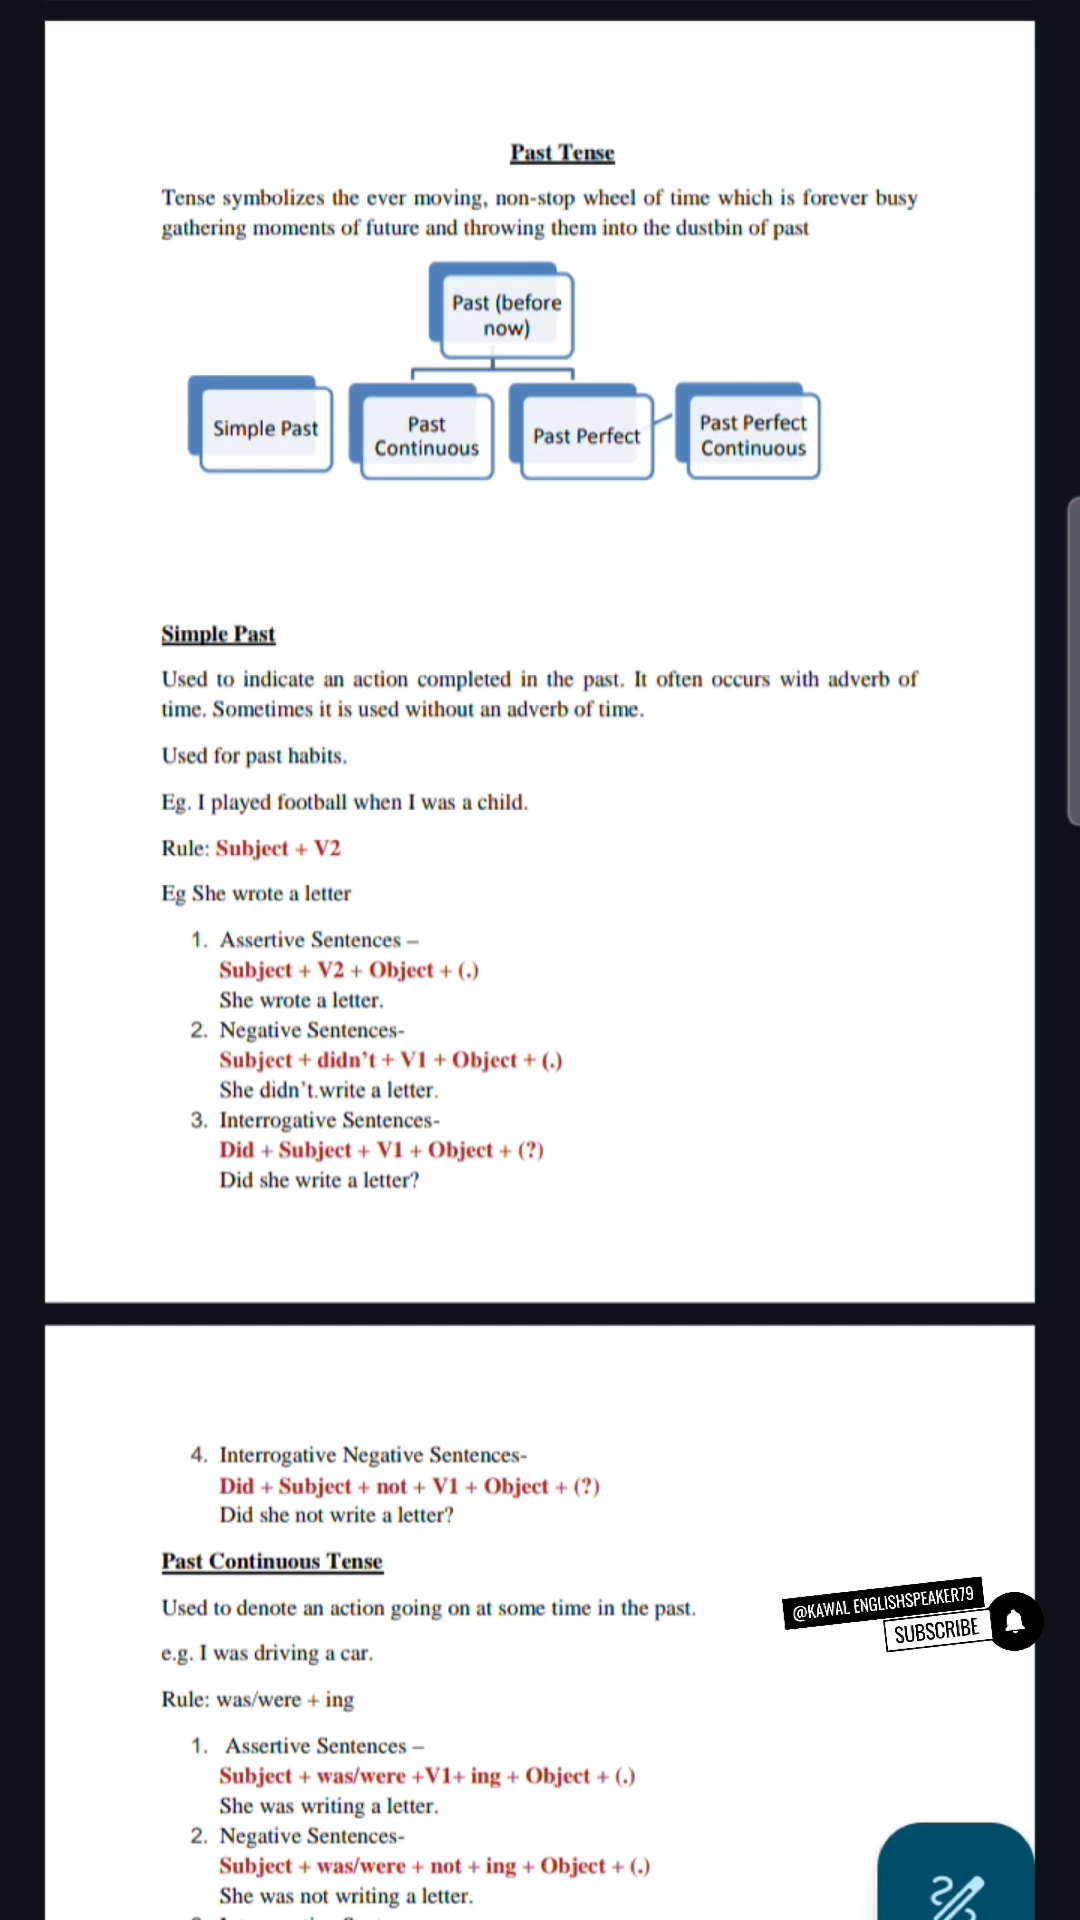 Past Tense
Tense symbolizes the ever moving, non-stop wheel of time which is forever busy
gathering moments of future and throwing them into the dustbin of past
Past (before
now)
Simple Past
Past
Continuous
Past Perfect
Past Perfect
Continuous
Simple Past
Used to indicate an action completed in the past. It often occurs with adverb of
time. Sometimes it is used without an adverb of time.
Used for past habits.
Eg. I played football when I was a child.
Rule: Subject + V2
Eg She wrote a letter
1. Assertive Sentences –
Subject + V2 + Object + (.)
She wrote a letter.
2. Negative Sentences-
Subject + didn’t + V1 + Object + (.)
She didn’t.write a letter.
3. Interrogative Sentences-
Did + Subject + V1 + Object + (?)
Did she write a letter?
4. Interrogative Negative Sentences-
Did + Subject + not + V1 + Object + (?)
Did she not write a letter?
Past Continuous Tense
Used to denote an action going on at some time in the past.
@KAWAL ENGLISHSPEAKER79
SUBSCRIBE
e.g. I was driving a car.
Rule: was/were + ing
1. Assertive Sentences –
Subject + was/were +V1+ ing + Object + (.)
She was writing a letter.
2. Negative Sentences-
Subject + was/were + not + ing + Object + (.)
She was not writing a letter.